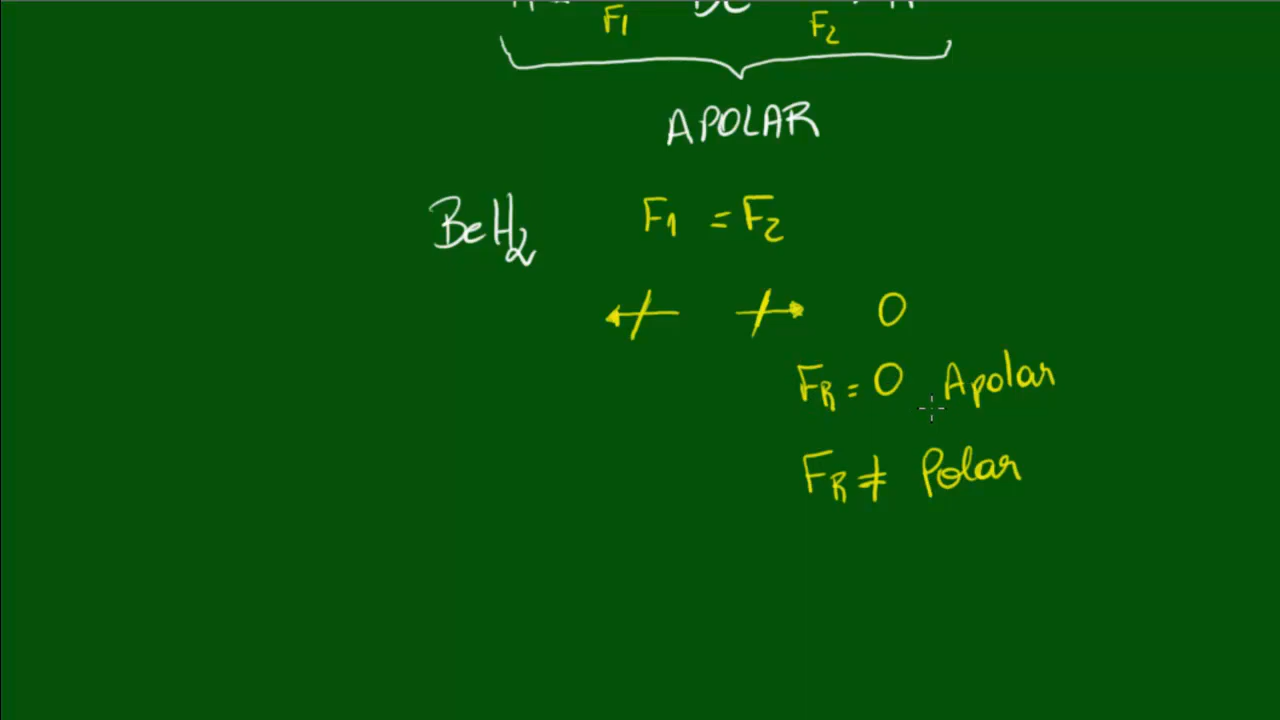 F1 F2
APOLAR
BeH2 F1 = F2
0
FR = 0 Apolar
FR ≠ Polar